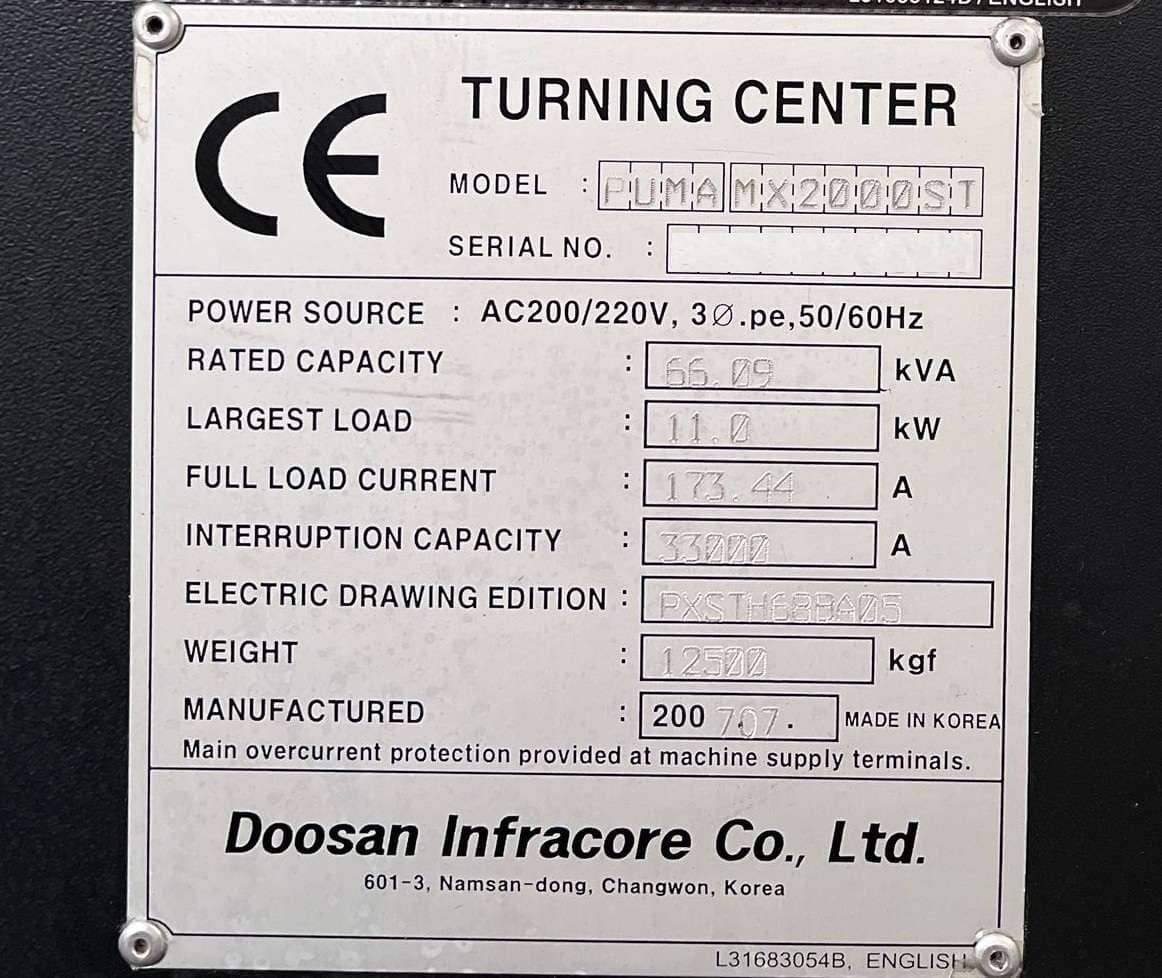 CE
TURNING CENTER
MODEL : PUMA MX2000ST
SERIAL NO. :
POWER SOURCE : AC200/220V, 3Ø.pe,50/60Hz
RATED CAPACITY : 66.09 kVA
LARGEST LOAD : 11.0 kW
FULL LOAD CURRENT : 173.44 A
INTERRUPTION CAPACITY : 33000 A
ELECTRIC DRAWING EDITION : PXSTH68BA05
WEIGHT : 12500 kgf
MANUFACTURED : 200 707. MADE IN KOREA
Main overcurrent protection provided at machine supply terminals.
Doosan Infracore Co., Ltd.
601-3, Namsan-dong, Changwon, Korea
L31683054B, ENGLISH